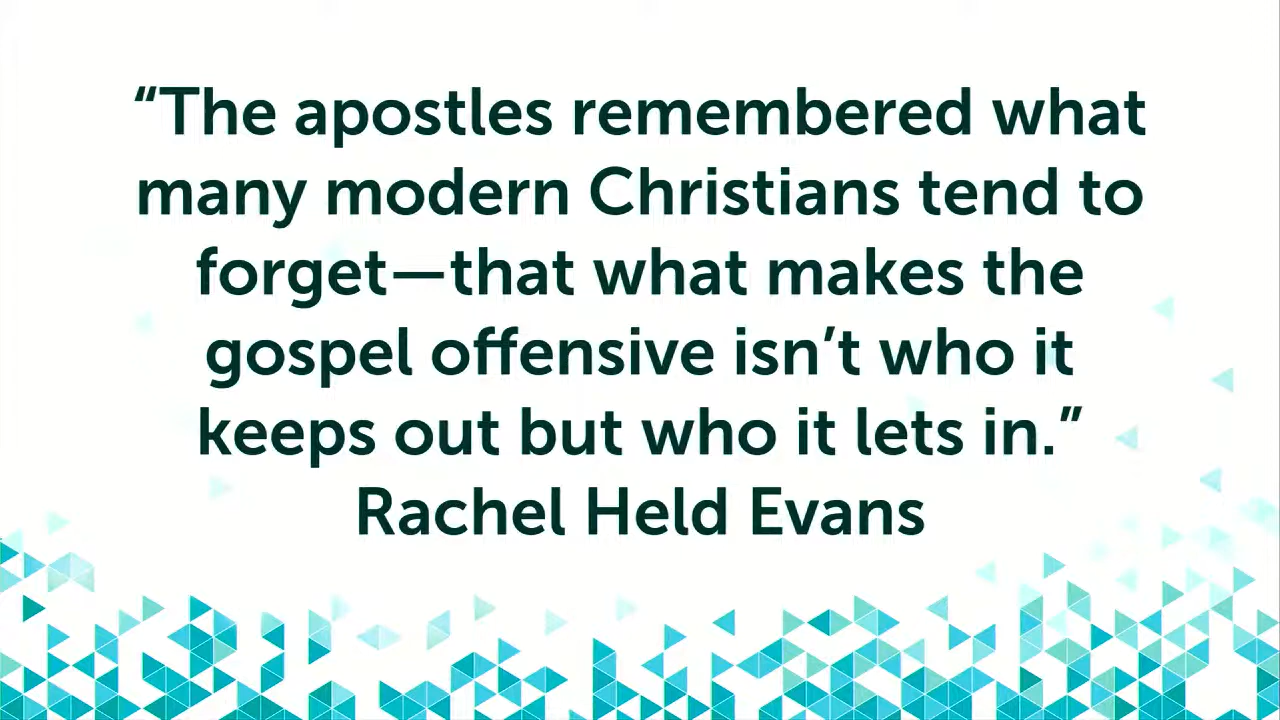 “The apostles remembered what
many modern Christians tend to
forget—that what makes the
gospel offensive isn’t who it
keeps out but who it lets in.”
Rachel Held Evans